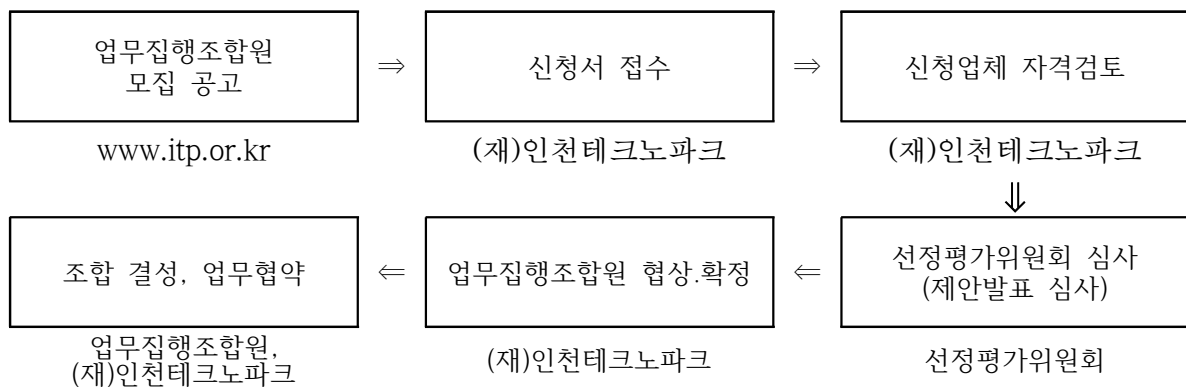 업무집행조합원
모집 공고
⇒
신청서 접수
⇒
신청업체 자격검토
www.itp.or.kr
(재)인천테크노파크
(재)인천테크노파크
⇓
선정평가위원회 심사
(제안발표 심사)
⇐
업무집행조합원 협상.확정
⇐
조합 결성, 업무협약
선정평가위원회
(재)인천테크노파크
업무집행조합원,
(재)인천테크노파크